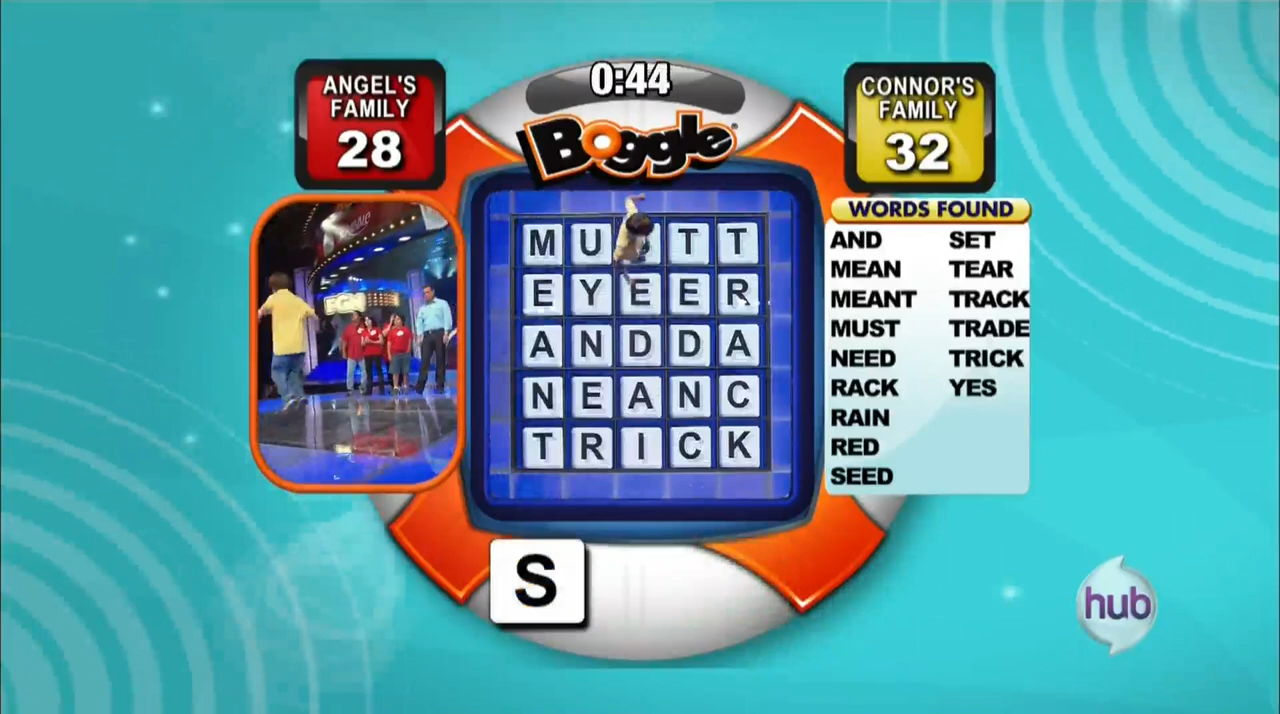 0:44
ANGEL'S
FAMILY
28
Boggle
CONNOR'S
FAMILY
32
WORDS FOUND
AND
MEAN
MEANT
MUST
NEED
RACK
RAIN
RED
SEED
SET
TEAR
TRACK
TRADE
TRICK
YES
M U T T
E Y E E R
A N D D A
N E A N C
T R I C K
S
hub